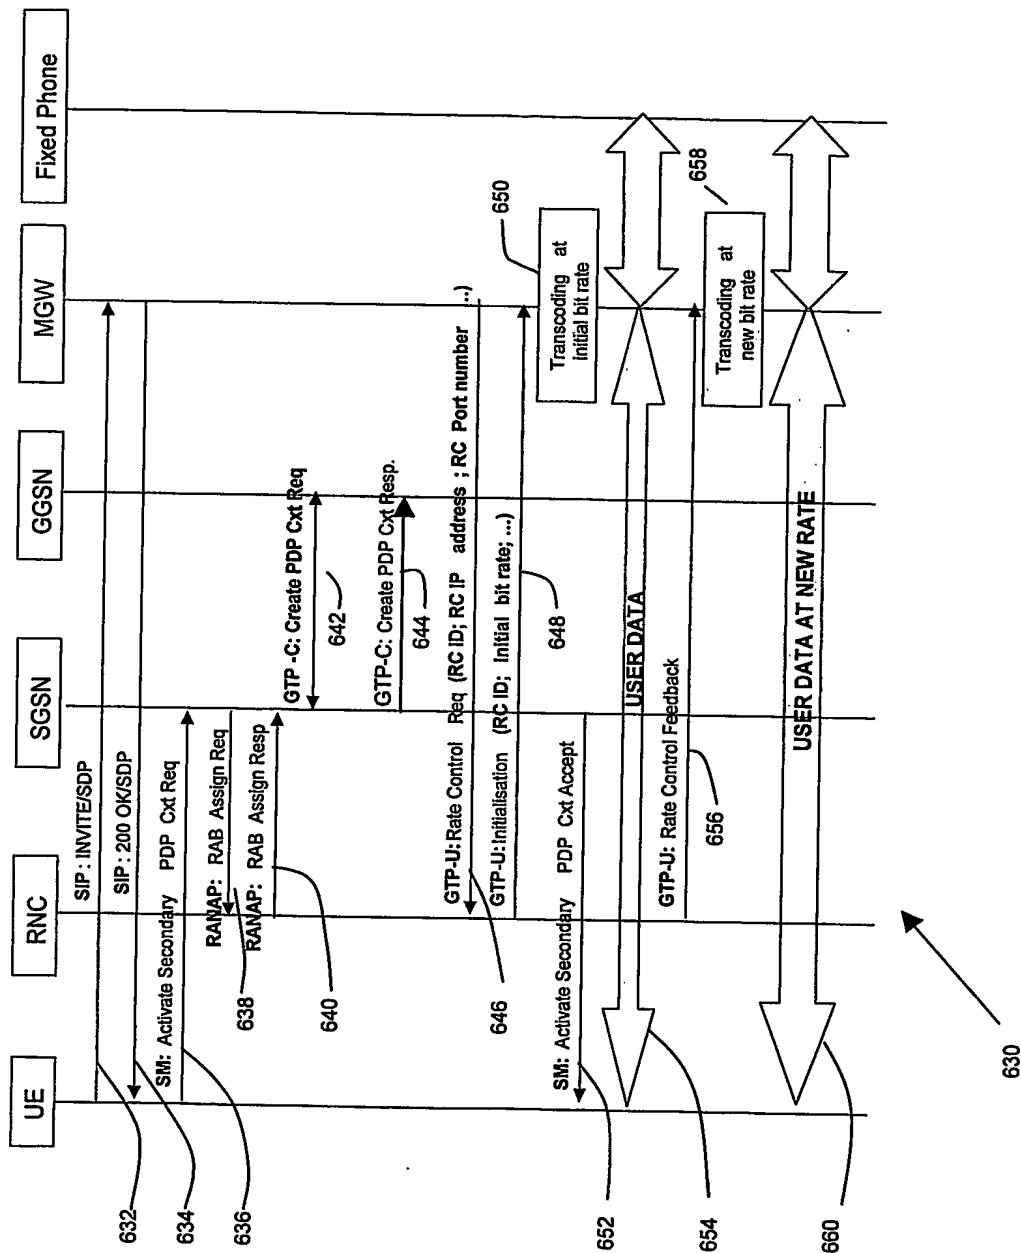 UE
RNC
SGSN
GGSN
MGW
Fixed Phone
SIP: INVITE/SDP
632
SIP: 200 OK/SDP
634
SM: Activate Secondary PDP Cxt Req
636
RANAP: RAB Assign Req
638
RANAP: RAB Assign Resp
640
GTP-C: Create PDP Cxt Req
642
GTP-C: Create PDP Cxt Resp.
644
GTP-U: Rate Control Req (RC ID; RC IP address ; RC Port number ...)
646
GTP-U: Initialisation (RC ID; Initial bit rate; ...)
648
Transcoding at
initial bit rate
650
SM: Activate Secondary PDP Cxt Accept
652
USER DATA
654
GTP-U: Rate Control Feedback
656
Transcoding at
new bit rate
658
USER DATA AT NEW RATE
660
630